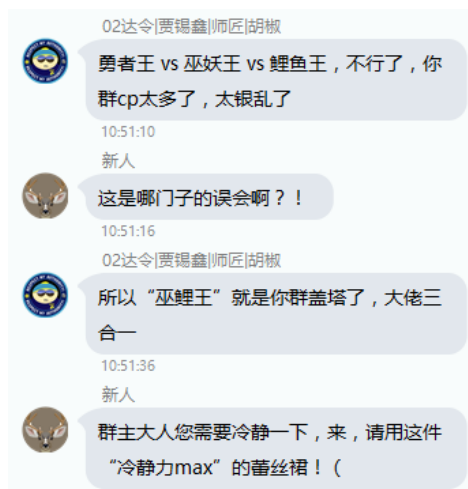 02达令|贾锡鑫|师匠|胡椒
勇者王 vs 巫妖王 vs 鲤鱼王，不行了，你
群cp太多了，太银乱了
10:51:10
新人
这是哪门子的误会啊？！
10:51:16
02达令|贾锡鑫|师匠|胡椒
所以“巫鲤王”就是你群盖塔了，大佬三
合一
10:51:36
新人
群主大人您需要冷静一下，来，请用这件
“冷静力max”的蕾丝裙！（